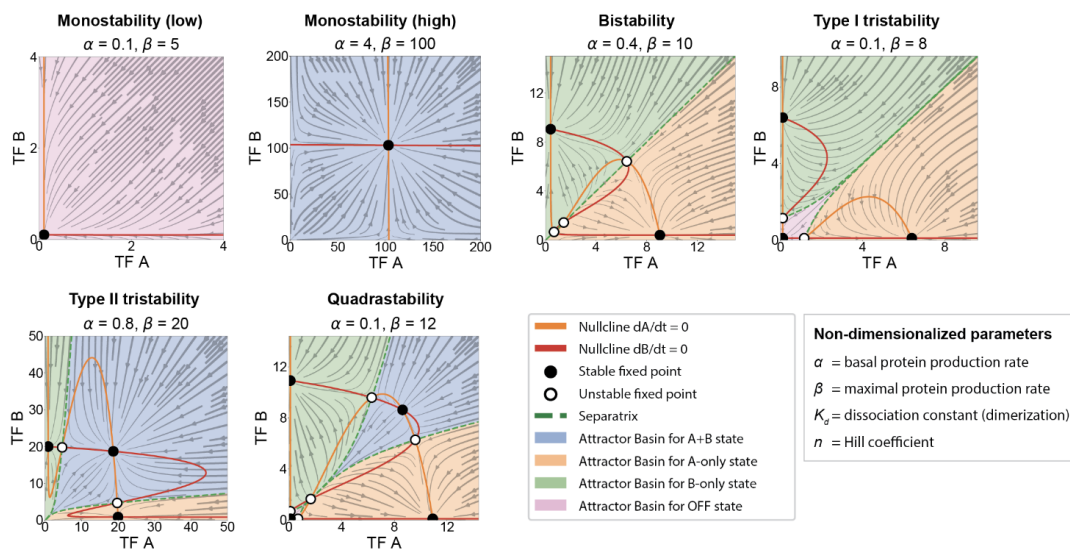 Monostability (low)
α = 0.1, β = 5
TF B
4
2
0
0
2
4
TF A
Monostability (high)
α = 4, β = 100
TF B
200
150
100
50
0
0
50
100
150
200
TF A
Bistability
α = 0.4, β = 10
TF B
12
8
4
0
0
4
8
12
TF A
Type I tristability
α = 0.1, β = 8
TF B
8
4
0
0
4
8
TF A
Type II tristability
α = 0.8, β = 20
TF B
50
40
30
20
10
0
0
10
20
30
40
50
TF A
Quadrastability
α = 0.1, β = 12
TF B
12
8
4
0
0
4
8
12
TF A
Nullcline dA/dt = 0
Nullcline dB/dt = 0
Stable fixed point
Unstable fixed point
Separatrix
Attractor Basin for A+B state
Attractor Basin for A-only state
Attractor Basin for B-only state
Attractor Basin for OFF state
Non-dimensionalized parameters
α = basal protein production rate
β = maximal protein production rate
K_d = dissociation constant (dimerization)
n = Hill coefficient